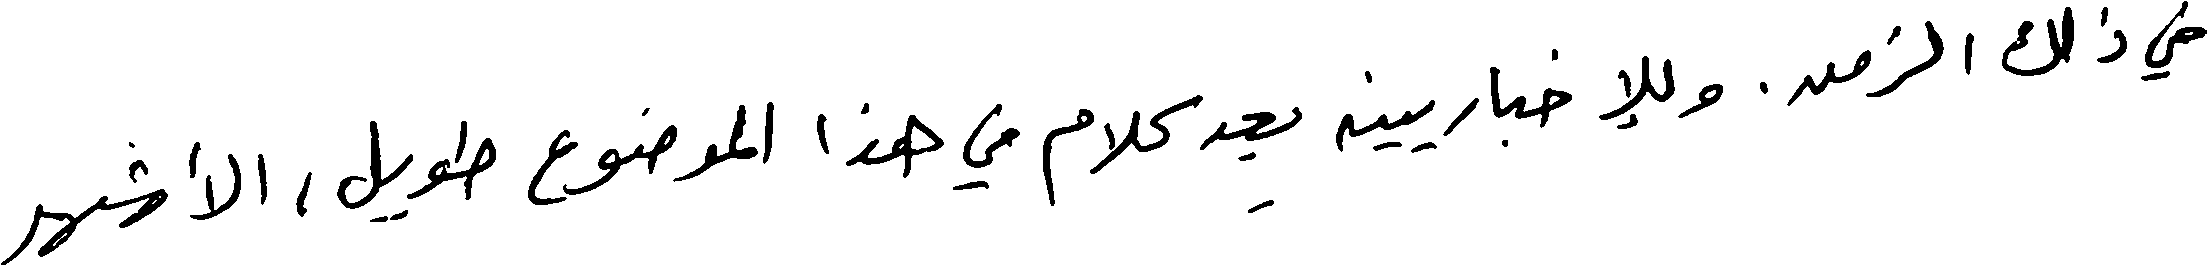 في ذلك الزمن. وللإخباريين بعد كلام في هذا الموضوع طويل، الأشهر